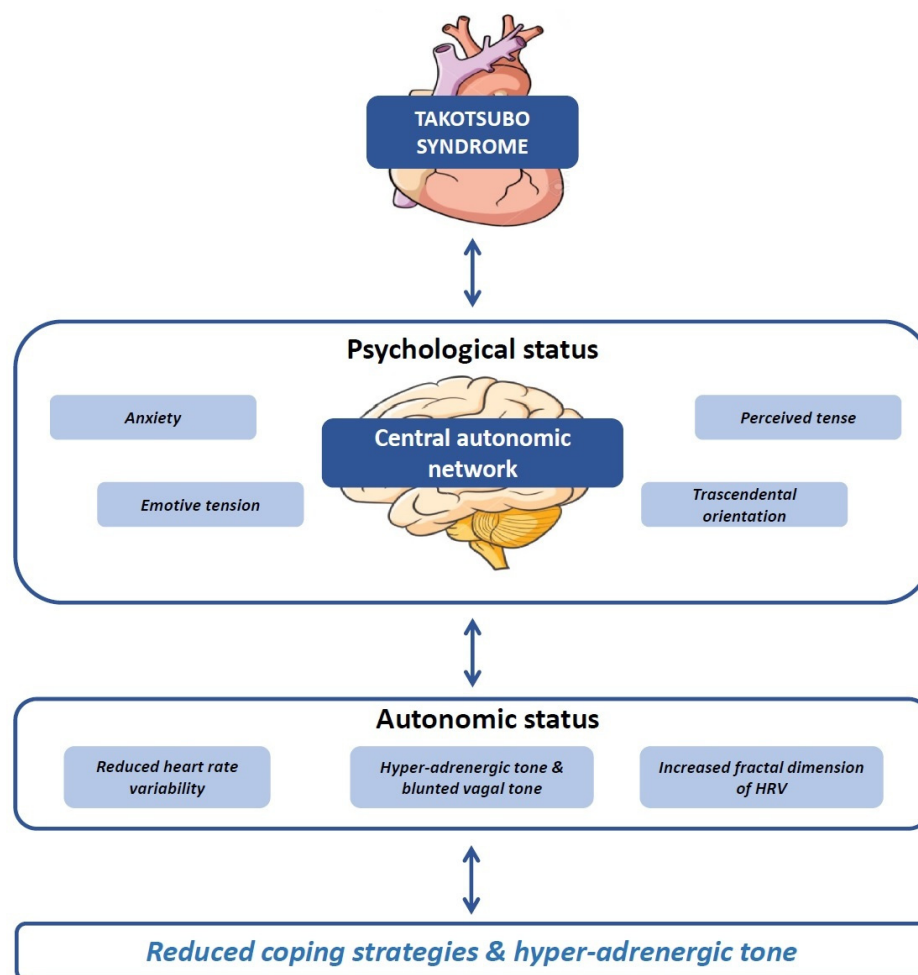 TAKOTSUBO
SYNDROME
Psychological status
Anxiety
Perceived tense
Central autonomic
network
Emotive tension
Trascendental
orientation
Autonomic status
Reduced heart rate
variability
Hyper-adrenergic tone &
blunted vagal tone
Increased fractal dimension
of HRV
Reduced coping strategies & hyper-adrenergic tone